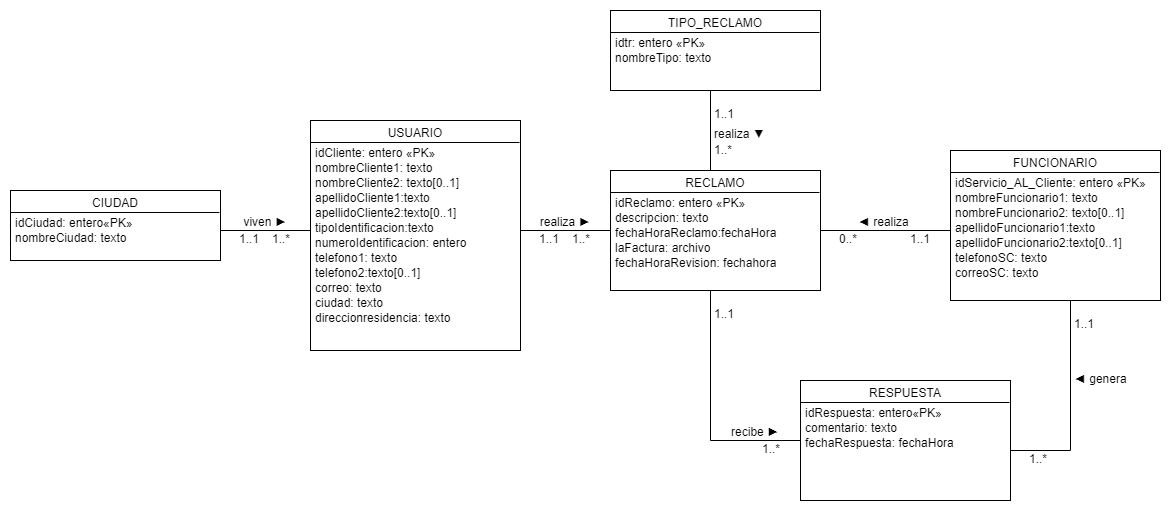 TIPO_RECLAMO
idtr: entero «PK»
nombreTipo: texto
1..1
realiza ▼
1..*
USUARIO
idCliente: entero «PK»
nombreCliente1: texto
nombreCliente2: texto[0..1]
apellidoCliente1:texto
apellidoCliente2:texto[0..1]
tipoIdentificacion:texto
numeroIdentificacion: entero
telefono1: texto
telefono2:texto[0..1]
correo: texto
ciudad: texto
direccionresidencia: texto
CIUDAD
idCiudad: entero«PK»
nombreCiudad: texto
viven ►
1..1 1..*
realiza ►
1..1 1..*
RECLAMO
idReclamo: entero «PK»
descripcion: texto
fechaHoraReclamo:fechaHora
laFactura: archivo
fechaHoraRevision: fechahora
◄ realiza
0..* 1..1
FUNCIONARIO
idServicio_AL_Cliente: entero «PK»
nombreFuncionario1: texto
nombreFuncionario2: texto[0..1]
apellidoFuncionario1:texto
apellidoFuncionario2:texto[0..1]
telefonoSC: texto
correoSC: texto
1..1
1..1
◄ genera
recibe ►
1..*
RESPUESTA
idRespuesta: entero«PK»
comentario: texto
fechaRespuesta: fechaHora
1..*